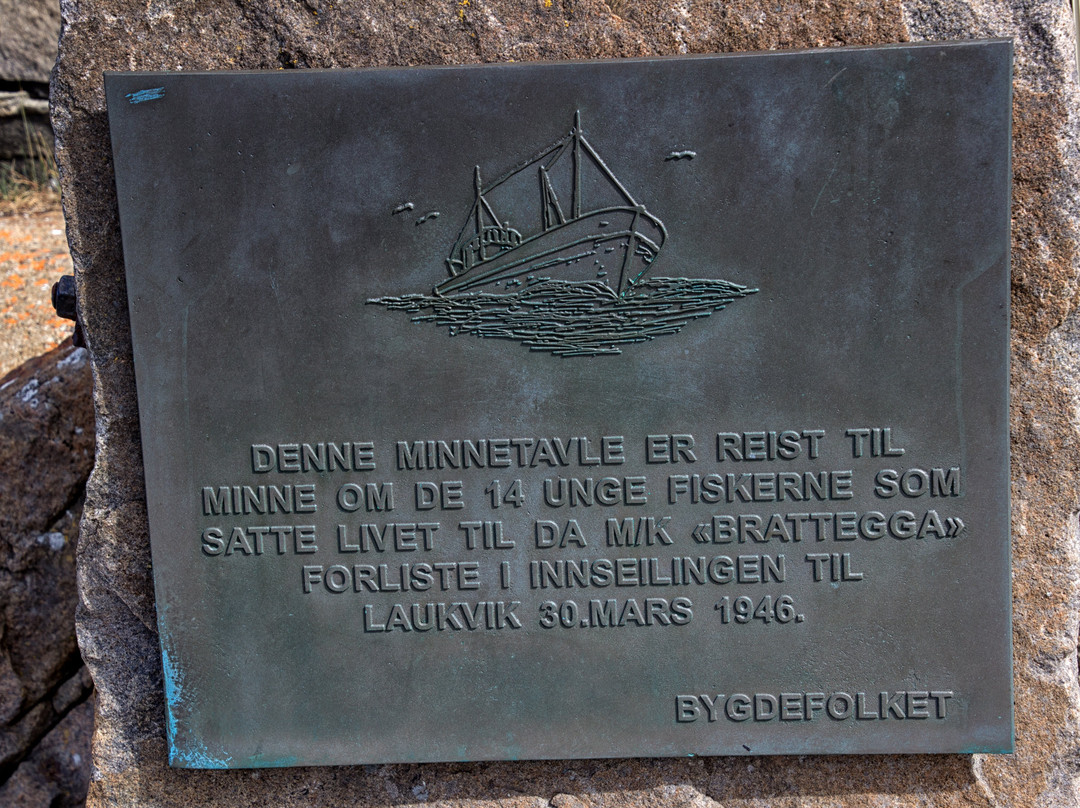 DENNE MINNETAVLE ER REIST TIL
MINNE OM DE 14 UNGE FISKERNE SOM
SATTE LIVET TIL DA M/K «BRATTEGGA»
FORLISTE I INNSEILINGEN TIL
LAUKVIK 30.MARS 1946.
BYGDEFOLKET